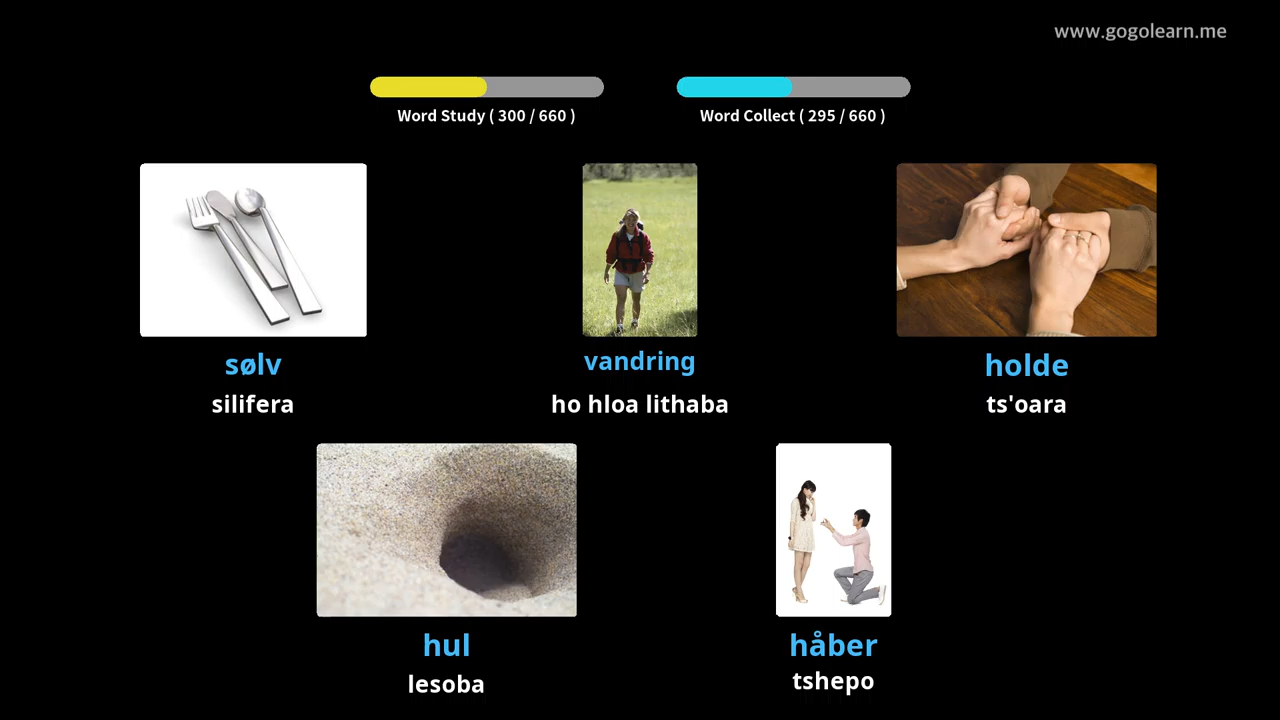 www.gogolearn.me
Word Study ( 300 / 660 )
Word Collect ( 295 / 660 )
sølv
silifera
vandring
ho hloa lithaba
holde
ts'oara
hul
lesoba
håber
tshepo